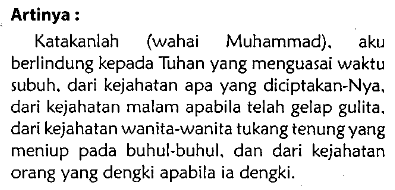 Artinya :
Katakanlah (wahai Muhammad), aku
berlindung kepada Tuhan yang menguasai waktu
subuh, dari kejahatan apa yang diciptakan-Nya,
dari kejahatan malam apabila telah gelap gulita,
dari kejahatan wanita-wanita tukang tenung yang
meniup pada buhul-buhul, dan dari kejahatan
orang yang dengki apabila ia dengki.